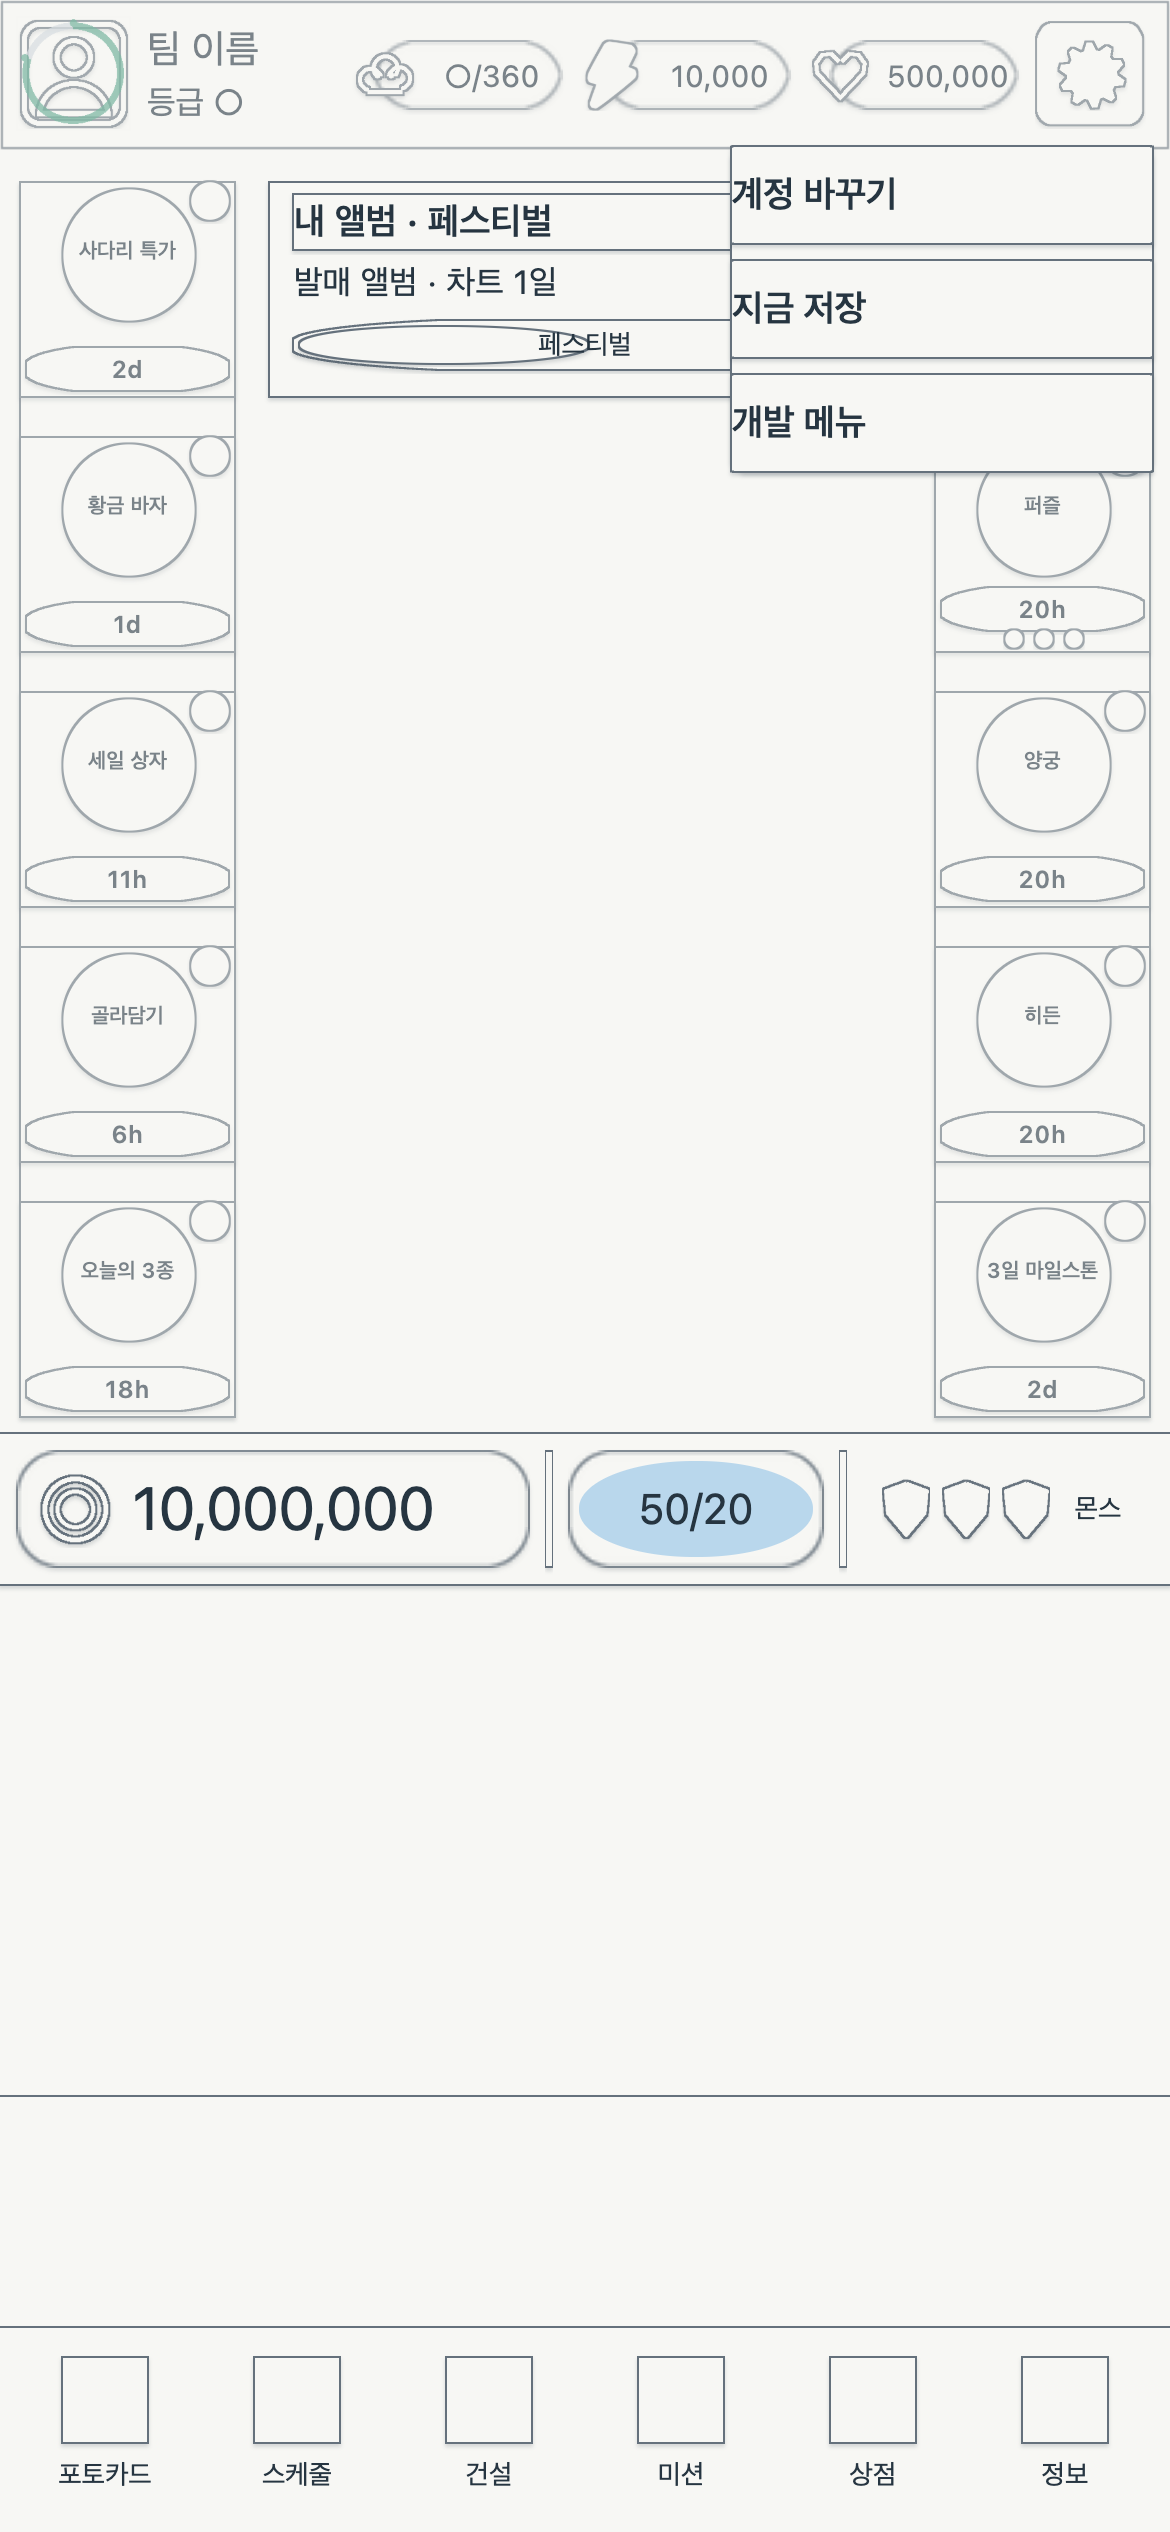 팀 이름
등급 ○
○/360
10,000
500,000
계정 바꾸기
지금 저장
개발 메뉴
내 앨범 · 페스티벌
발매 앨범 · 차트 1일
페스티벌
사다리 특가
2d
황금 바자
1d
세일 상자
11h
골라담기
6h
오늘의 3종
18h
퍼즐
20h
양궁
20h
히든
20h
3일 마일스톤
2d
10,000,000
50/20
몬스
포토카드
스케줄
건설
미션
상점
정보